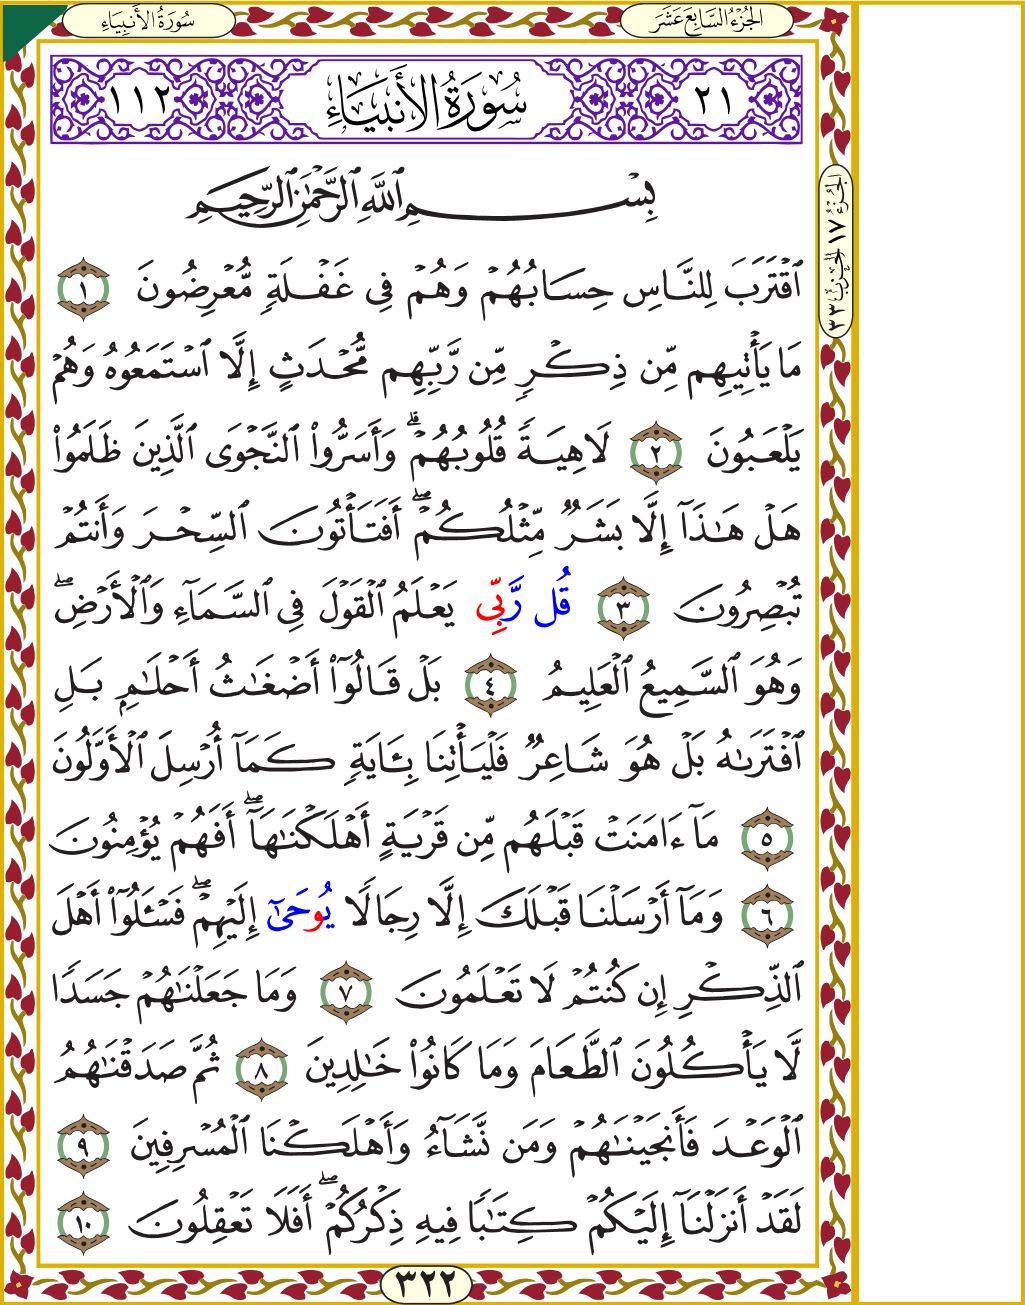 سُورَةُ الأَنبِيَاءِ
الجُزْءُ السَّابِعَ عَشَرَ
٢١ سُورَةُ الأَنبِيَاءِ ١١٢
الجُزْءُ ١٧ الحِزْبُ ٣٣
بِسْمِ ٱللَّهِ ٱلرَّحْمَٰنِ ٱلرَّحِيمِ
ٱقْتَرَبَ لِلنَّاسِ حِسَابُهُمْ وَهُمْ فِى غَفْلَةٍ مُّعْرِضُونَ ١
مَا يَأْتِيهِم مِّن ذِكْرٍ مِّن رَّبِّهِم مُّحْدَثٍ إِلَّا ٱسْتَمَعُوهُ وَهُمْ
يَلْعَبُونَ ٢ لَاهِيَةً قُلُوبُهُمْ ۗ وَأَسَرُّوا۟ ٱلنَّجْوَى ٱلَّذِينَ ظَلَمُوا۟
هَلْ هَٰذَآ إِلَّا بَشَرٌ مِّثْلُكُمْ ۖ أَفَتَأْتُونَ ٱلسِّحْرَ وَأَنتُمْ
تُبْصِرُونَ ٣ قُل رَّبِّى يَعْلَمُ ٱلْقَوْلَ فِى ٱلسَّمَآءِ وَٱلْأَرْضِ ۖ
وَهُوَ ٱلسَّمِيعُ ٱلْعَلِيمُ ٤ بَلْ قَالُوٓا۟ أَضْغَٰثُ أَحْلَٰمٍ بَلِ
ٱفْتَرَىٰهُ بَلْ هُوَ شَاعِرٌ فَلْيَأْتِنَا بِـَٔايَةٍ كَمَآ أُرْسِلَ ٱلْأَوَّلُونَ
٥ مَآ ءَامَنَتْ قَبْلَهُم مِّن قَرْيَةٍ أَهْلَكْنَٰهَآ ۖ أَفَهُمْ يُؤْمِنُونَ
٦ وَمَآ أَرْسَلْنَا قَبْلَكَ إِلَّا رِجَالًا يُوحَىٰٓ إِلَيْهِمْ ۖ فَسْـَٔلُوٓا۟ أَهْلَ
ٱلذِّكْرِ إِن كُنتُمْ لَا تَعْلَمُونَ ٧ وَمَا جَعَلْنَٰهُمْ جَسَدًا
لَّا يَأْكُلُونَ ٱلطَّعَامَ وَمَا كَانُوا۟ خَٰلِدِينَ ٨ ثُمَّ صَدَقْنَٰهُمُ
ٱلْوَعْدَ فَأَنجَيْنَٰهُمْ وَمَن نَّشَآءُ وَأَهْلَكْنَا ٱلْمُسْرِفِينَ ٩
لَقَدْ أَنزَلْنَآ إِلَيْكُمْ كِتَٰبًا فِيهِ ذِكْرُكُمْ ۖ أَفَلَا تَعْقِلُونَ ١٠
٣٢٢